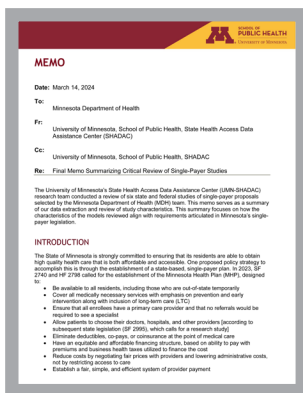 SCHOOL OF
PUBLIC HEALTH
UNIVERSITY OF MINNESOTA
MEMO
Date: March 14, 2024
To:
Minnesota Department of Health
Fr:
University of Minnesota, School of Public Health, State Health Access Data
Assistance Center (SHADAC)
Cc:
University of Minnesota, School of Public Health, SHADAC
Re: Final Memo Summarizing Critical Review of Single-Payer Studies
The University of Minnesota's State Health Access Data Assistance Center (UMN-SHADAC)
research team conducted a review of six state and federal studies of single-payer proposals
selected by the Minnesota Department of Health (MDH) team. This memo serves as a summary
of our data extraction and review of study characteristics. This summary focuses on how the
characteristics of the models reviewed align with requirements articulated in Minnesota's single-
payer legislation.
INTRODUCTION
The State of Minnesota is strongly committed to ensuring that its residents are able to obtain
high quality health care that is both affordable and accessible. One proposed policy strategy to
accomplish this is through the establishment of a state-based, single-payer plan. In 2023, SF
2740 and HF 2798 called for the establishment of the Minnesota Health Plan (MHP), designed
to:
• Be available to all residents, including those who are out-of-state temporarily
• Cover all medically necessary services with emphasis on prevention and early
intervention along with inclusion of long-term care (LTC)
• Ensure that all enrollees have a primary care provider and that no referrals would be
required to see a specialist
• Allow patients to choose their doctors, hospitals, and other providers [according to
subsequent state legislation (SF 2995), which calls for a research study]
• Eliminate deductibles, co-pays, or coinsurance at the point of medical care
• Have an equitable and affordable financing structure, based on ability to pay with
premiums and business health taxes utilized to finance the cost
• Reduce costs by negotiating fair prices with providers and lowering administrative costs,
not by restricting access to care
• Establish a fair, simple, and efficient system of provider payment